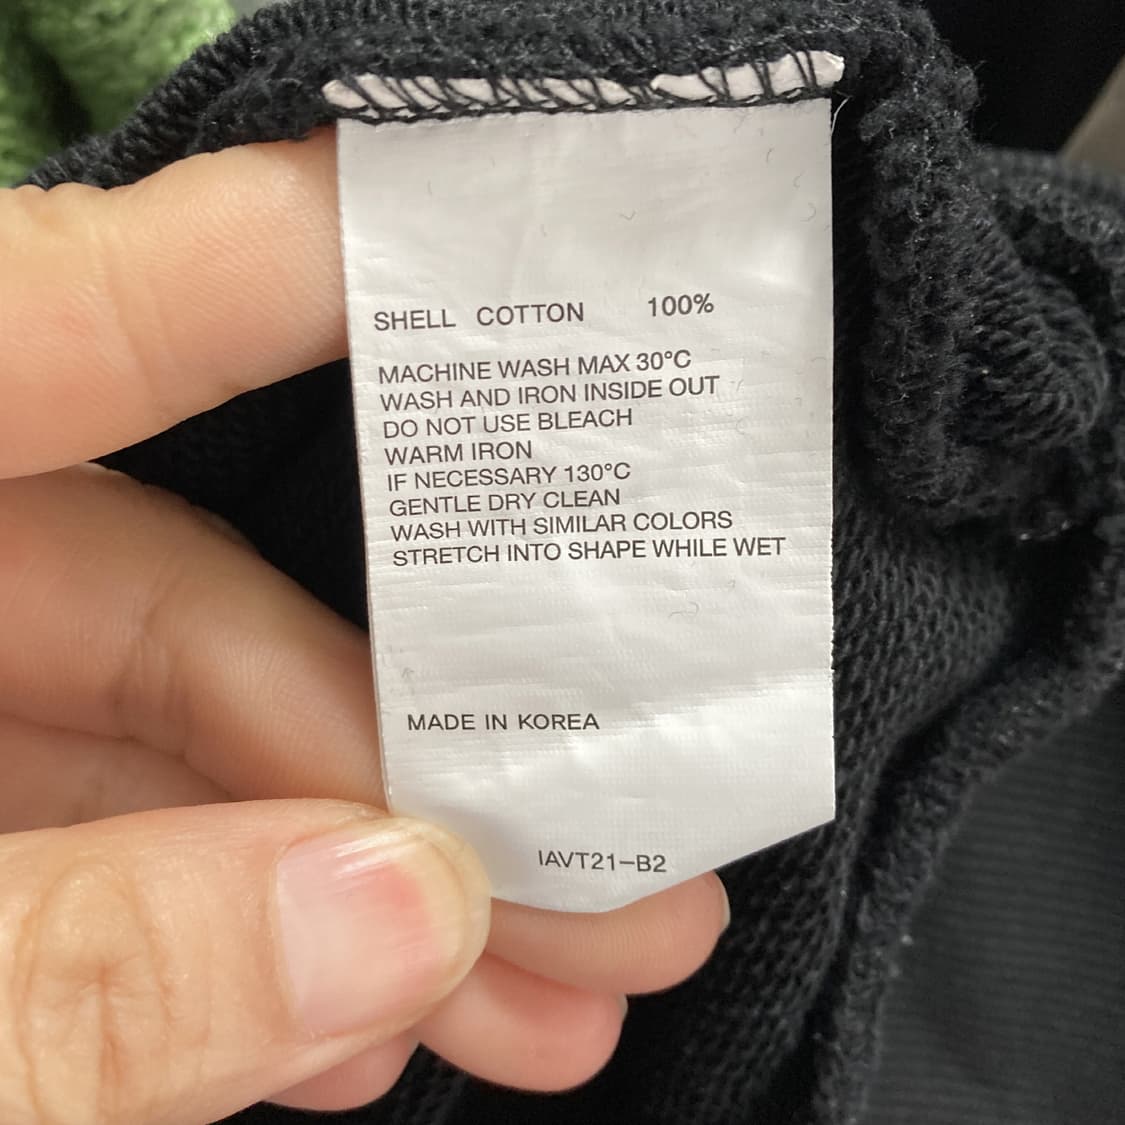 SHELL COTTON 100%
MACHINE WASH MAX 30°C
WASH AND IRON INSIDE OUT
DO NOT USE BLEACH
WARM IRON
IF NECESSARY 130°C
GENTLE DRY CLEAN
WASH WITH SIMILAR COLORS
STRETCH INTO SHAPE WHILE WET
MADE IN KOREA
IAVT21-B2